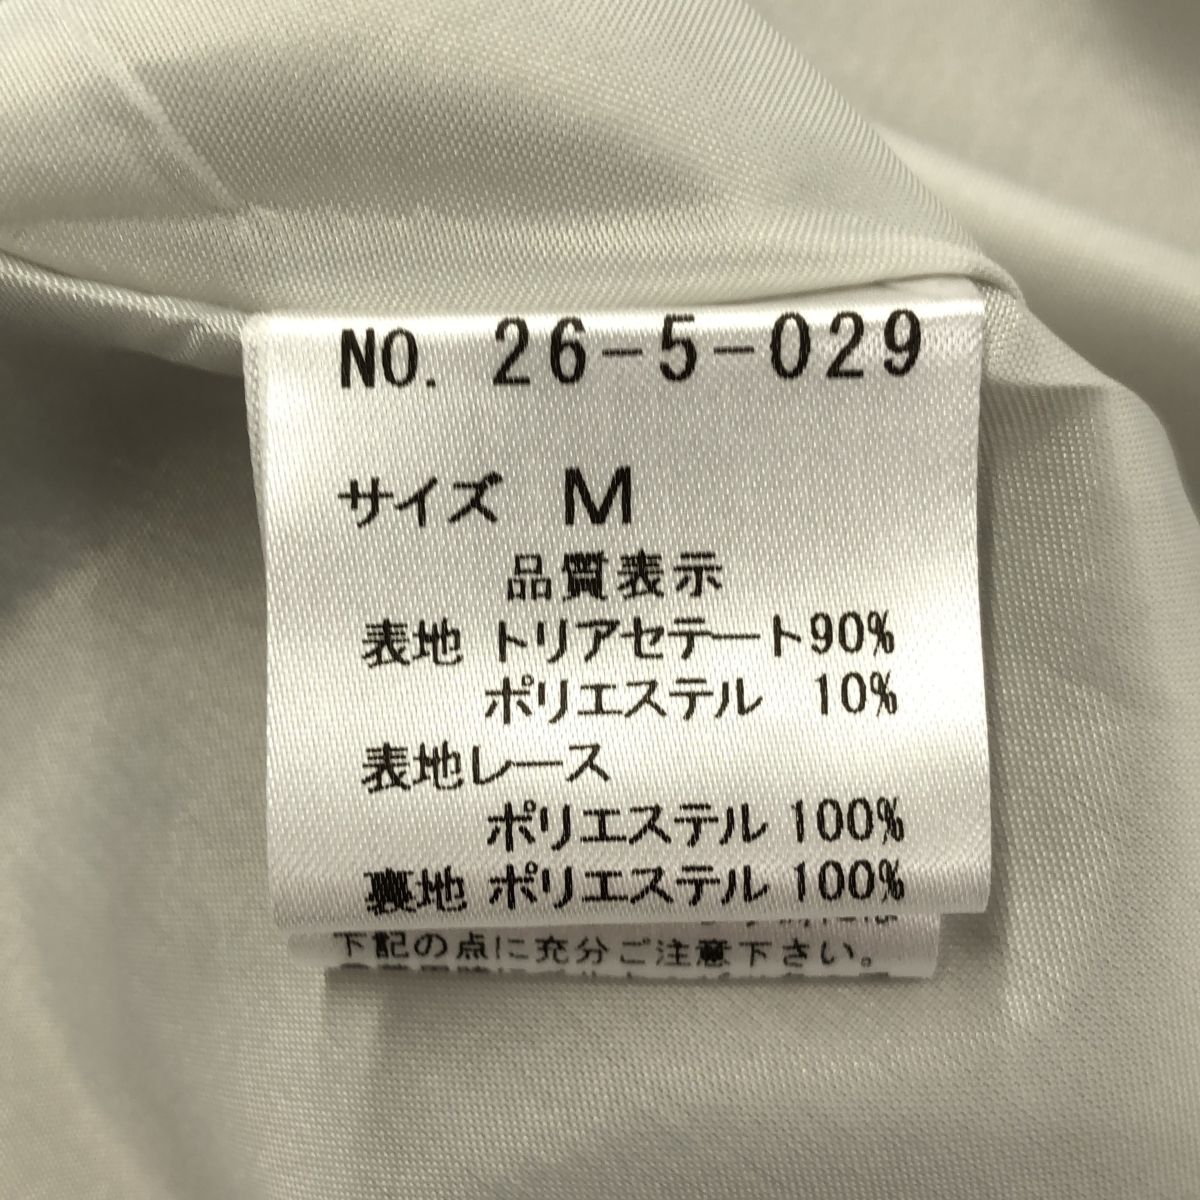 NO. 26-5-029
サイズ M
品質表示
表地 トリアセテート90%
ポリエステル 10%
表地レース
ポリエステル 100%
裏地 ポリエステル 100%
下記の点に充分ご注意下さい。